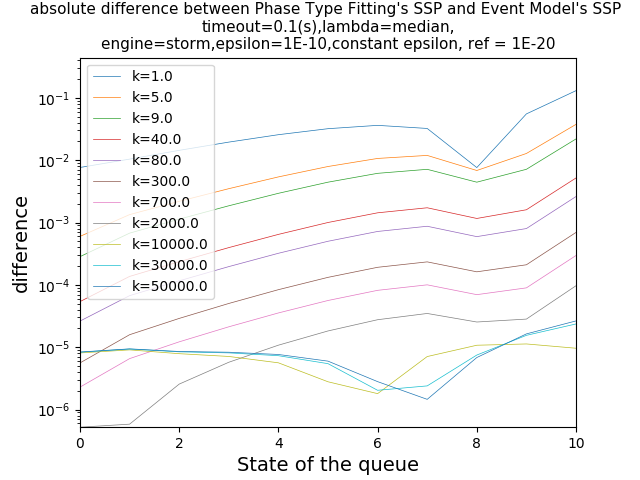 absolute difference between Phase Type Fitting's SSP and Event Model's SSP
timeout=0.1(s),lambda=median,
engine=storm,epsilon=1E-10,constant epsilon, ref = 1E-20
k=1.0
k=5.0
k=9.0
k=40.0
k=80.0
k=300.0
k=700.0
k=2000.0
k=10000.0
k=30000.0
k=50000.0
10⁻¹
10⁻²
10⁻³
10⁻⁴
10⁻⁵
10⁻⁶
difference
0 2 4 6 8 10
State of the queue